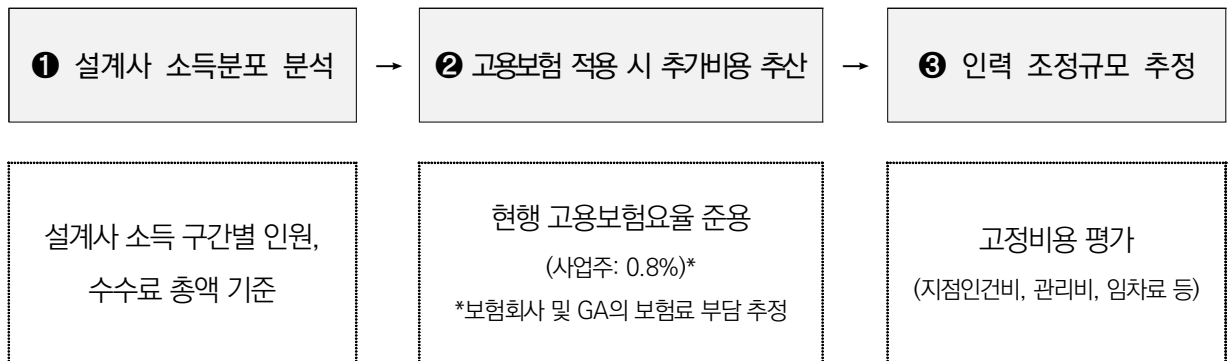 ❶ 설계사 소득분포 분석
→
❷ 고용보험 적용 시 추가비용 추산
→
❸ 인력 조정규모 추정
설계사 소득 구간별 인원,
수수료 총액 기준
현행 고용보험요율 준용
(사업주: 0.8%)*
*보험회사 및 GA의 보험료 부담 추정
고정비용 평가
(지점인건비, 관리비, 임차료 등)